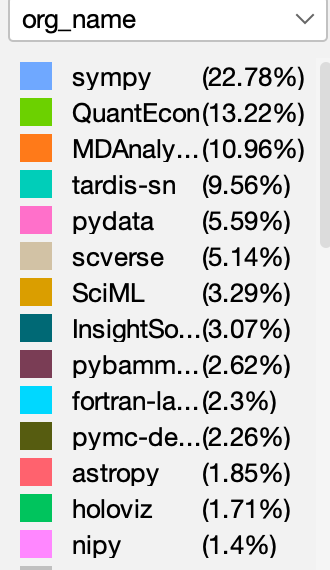 org_name
sympy (22.78%)
QuantEcon (13.22%)
MDAnaly... (10.96%)
tardis-sn (9.56%)
pydata (5.59%)
scverse (5.14%)
SciML (3.29%)
InsightSo... (3.07%)
pybamm... (2.62%)
fortran-la... (2.3%)
pymc-de... (2.26%)
astropy (1.85%)
holoviz (1.71%)
nipy (1.4%)